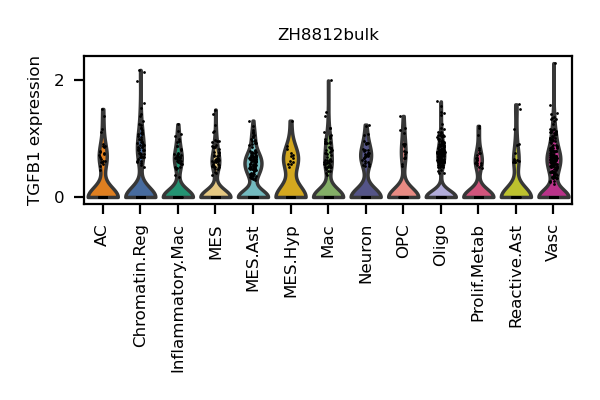 ZH8812bulk
TGFB1 expression
2
0
AC
Chromatin.Reg
Inflammatory.Mac
MES
MES.Ast
MES.Hyp
Mac
Neuron
OPC
Oligo
Prolif.Metab
Reactive.Ast
Vasc